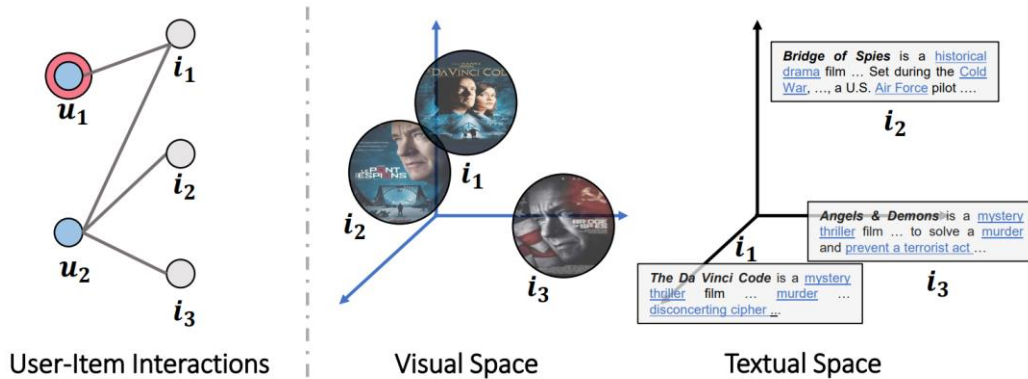 u1
u2
i1
i2
i3
User-Item Interactions
DA VINCI COD
i1
i2
i3
BRIDGE
Visual Space
Bridge of Spies is a historical
drama film ... Set during the Cold
War, ..., a U.S. Air Force pilot ....
i2
Angels & Demons is a mystery
thriller film ... to solve a murder
and prevent a terrorist act ...
i3
i1
The Da Vinci Code is a mystery
thriller film ... murder ...
disconcerting cipher ...
Textual Space